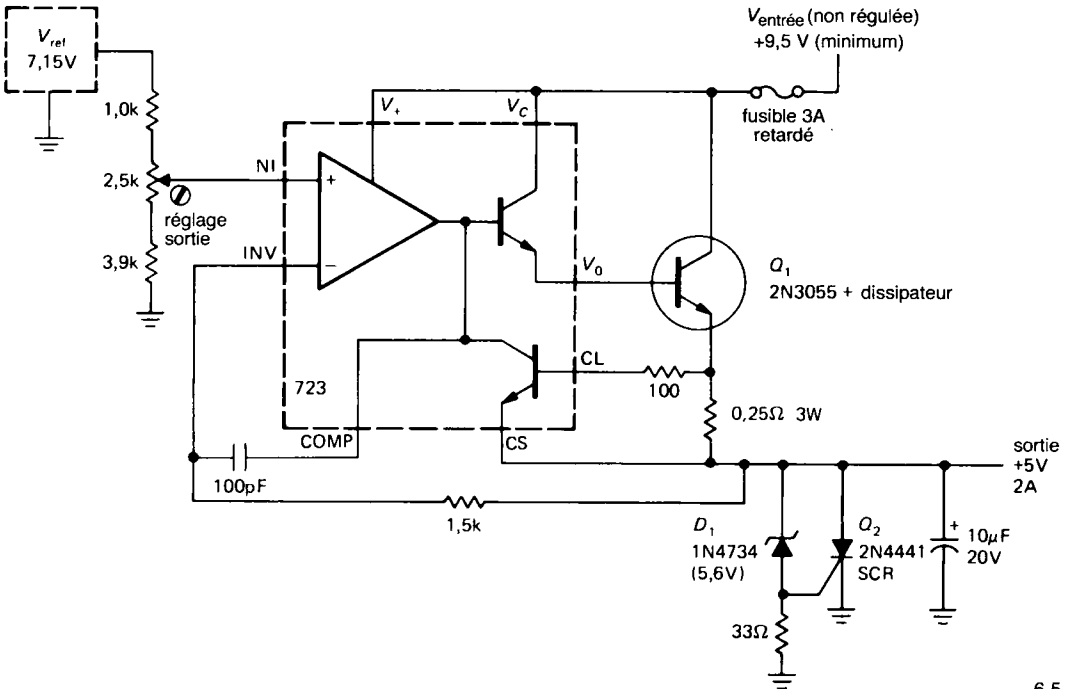 V_ref
7,15V
1,0k
2,5k
réglage
sortie
3,9k
NI
INV
+
−
V₊
V_C
V_entrée (non régulée)
+9,5 V (minimum)
fusible 3A
retardé
V₀
Q₁
2N3055 + dissipateur
CL
100
723
COMP
CS
0,25Ω 3W
100pF
1,5k
sortie
+5V
2A
D₁
1N4734
(5,6V)
Q₂
2N4441
SCR
+
10µF
20V
33Ω